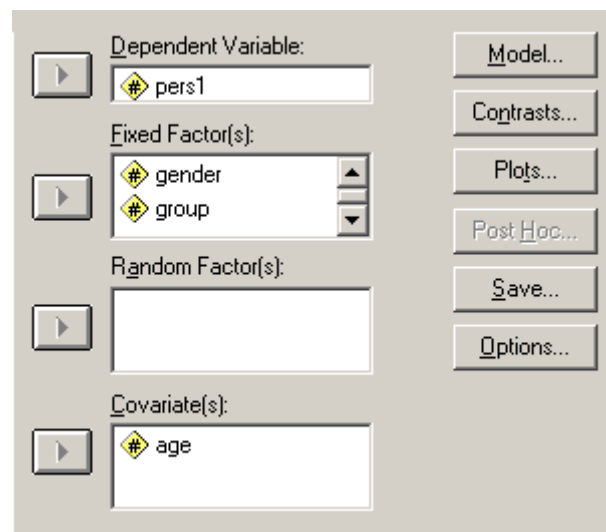 Dependent Variable:
# pers1
Fixed Factor(s):
# gender
# group
Random Factor(s):
Covariate(s):
# age
Model...
Contrasts...
Plots...
Post Hoc...
Save...
Options...